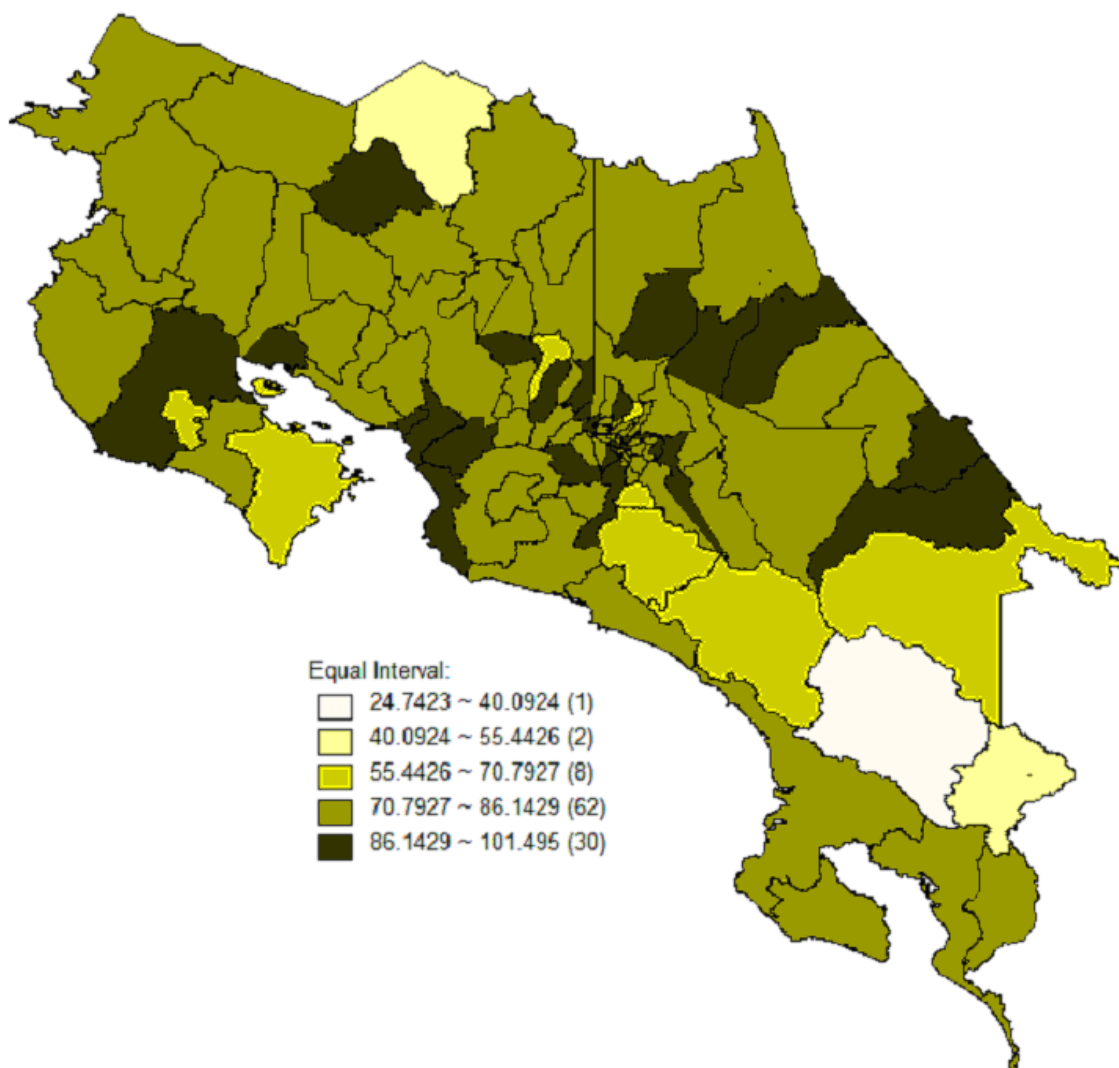 Equal Interval:
24.7423 ~ 40.0924 (1)
40.0924 ~ 55.4426 (2)
55.4426 ~ 70.7927 (8)
70.7927 ~ 86.1429 (62)
86.1429 ~ 101.495 (30)